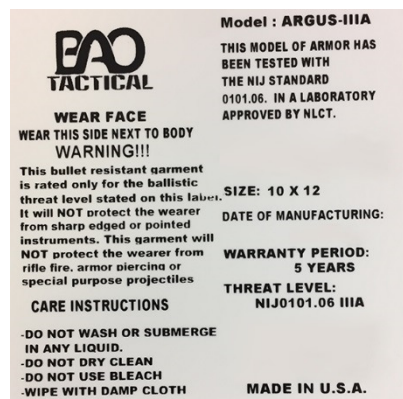 BAO
TACTICAL
WEAR FACE
WEAR THIS SIDE NEXT TO BODY
WARNING!!!
This bullet resistant garment
is rated only for the ballistic
threat level stated on this label.
It will NOT protect the wearer
from sharp edged or pointed
instruments. This garment will
NOT protect the wearer from
rifle fire, armor piercing or
special purpose projectiles
CARE INSTRUCTIONS
-DO NOT WASH OR SUBMERGE
IN ANY LIQUID.
-DO NOT DRY CLEAN
-DO NOT USE BLEACH
-WIPE WITH DAMP CLOTH
Model : ARGUS-IIIA
THIS MODEL OF ARMOR HAS
BEEN TESTED WITH
THE NIJ STANDARD
0101.06. IN A LABORATORY
APPROVED BY NLCT.
SIZE: 10 X 12
DATE OF MANUFACTURING:
WARRANTY PERIOD:
5 YEARS
THREAT LEVEL:
NIJ0101.06 IIIA
MADE IN U.S.A.